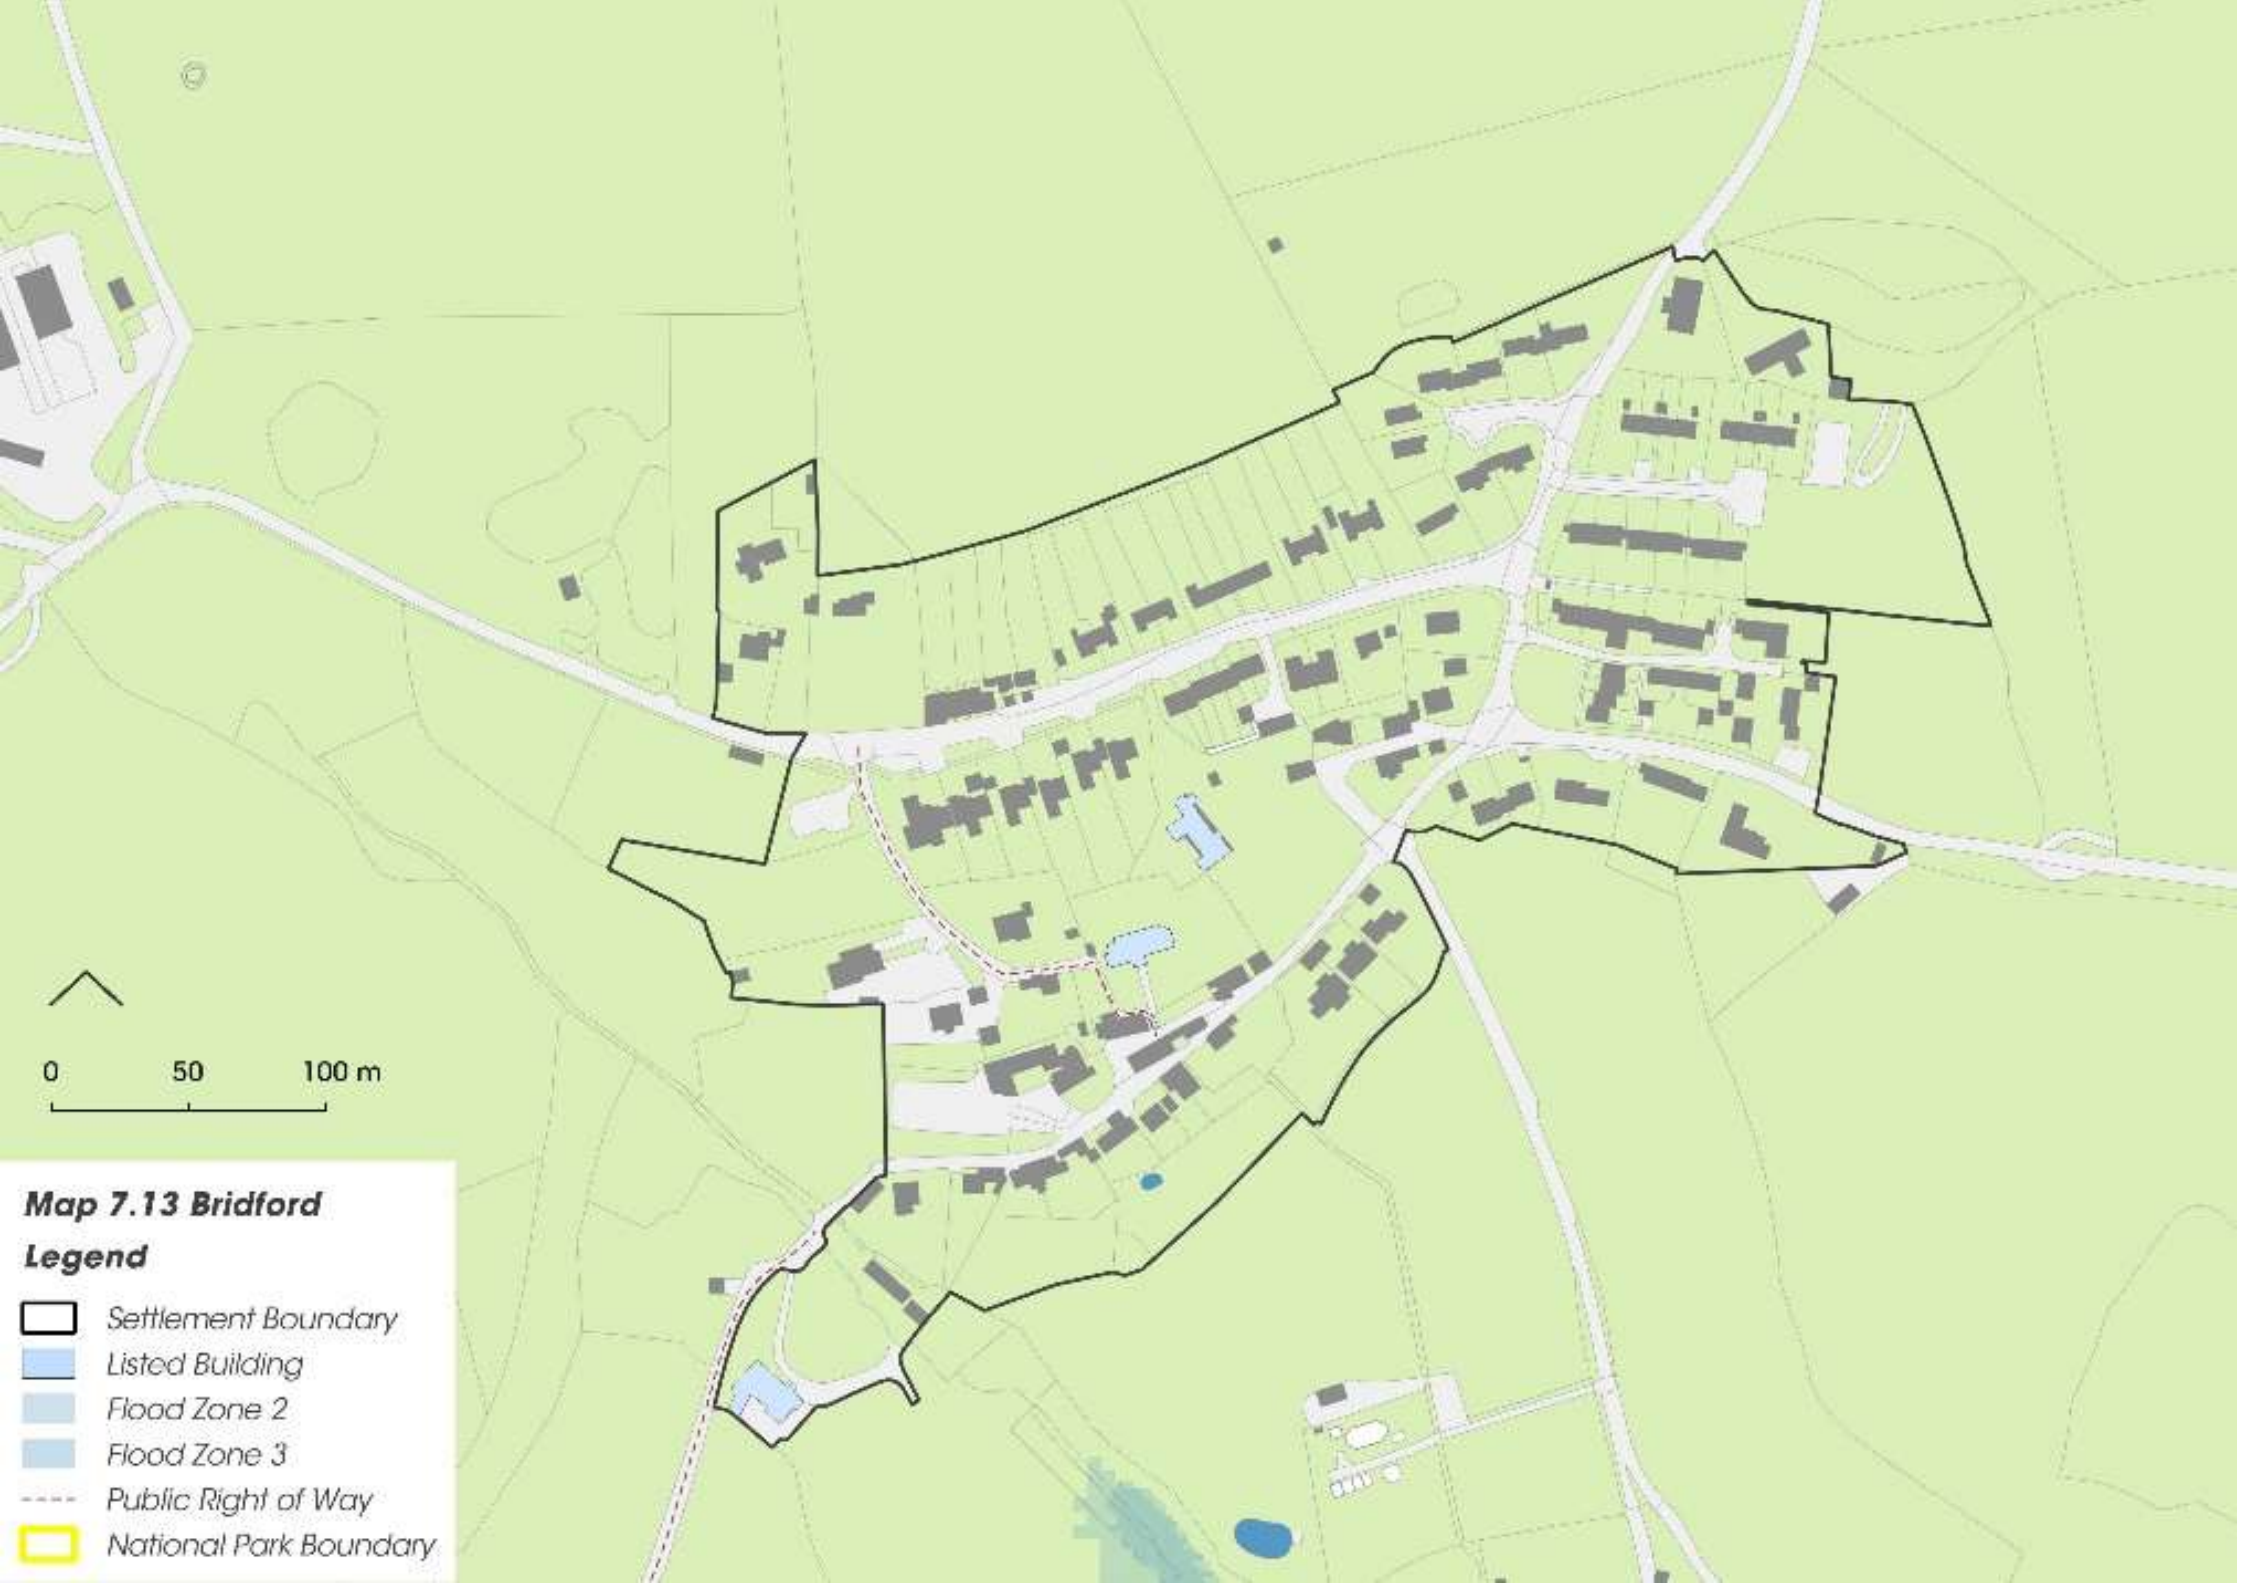 0 50 100 m
Map 7.13 Bridford
Legend
Settlement Boundary
Listed Building
Flood Zone 2
Flood Zone 3
Public Right of Way
National Park Boundary